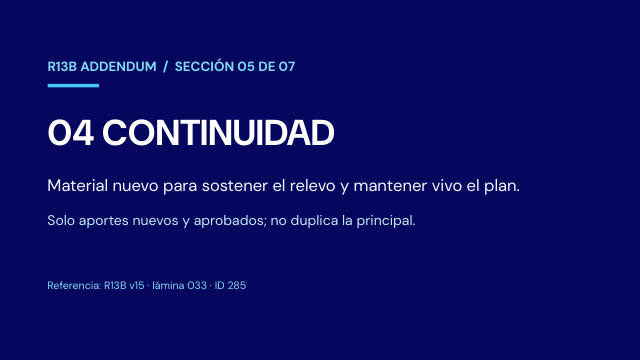 R13B ADDENDUM / SECCIÓN 05 DE 07
04 CONTINUIDAD
Material nuevo para sostener el relevo y mantener vivo el plan.
Solo aportes nuevos y aprobados; no duplica la principal.
Referencia: R13B v15 · lámina 033 · ID 285